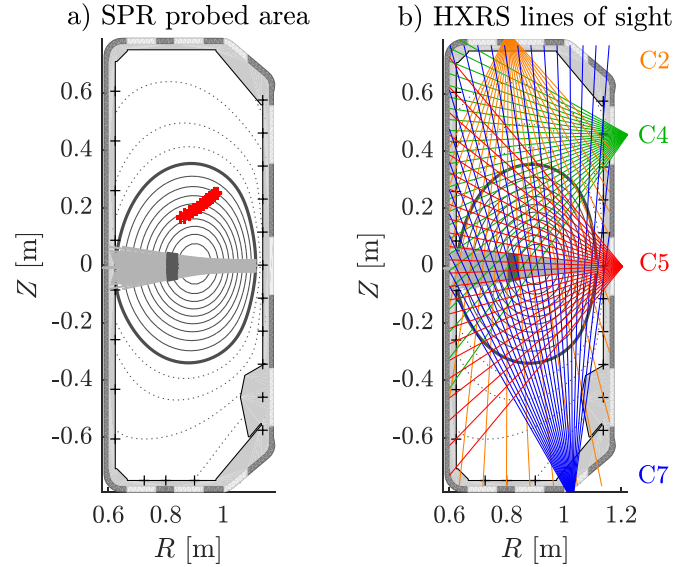 a) SPR probed area
b) HXRS lines of sight
0.6
0.4
0.2
0
-0.2
-0.4
-0.6
Z [m]
0.6
0.8
1
R [m]
0.6
0.4
0.2
0
-0.2
-0.4
-0.6
Z [m]
0.6
0.8
1
1.2
R [m]
C2
C4
C5
C7